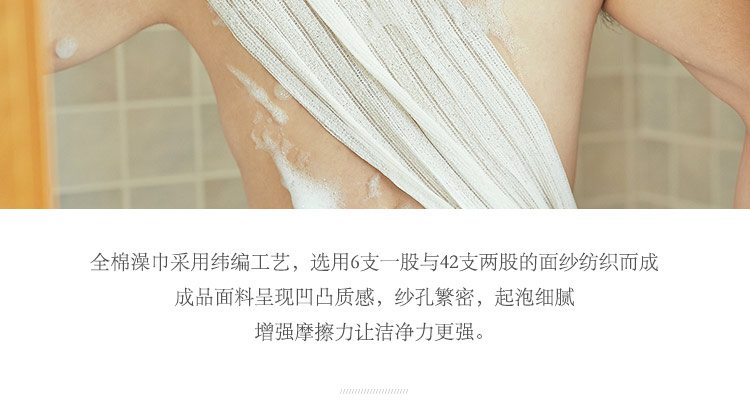 全棉澡巾采用纬编工艺，选用6支一股与42支两股的面纱纺织而成
成品面料呈现凹凸质感，纱孔繁密，起泡细腻
增强摩擦力让洁净力更强。